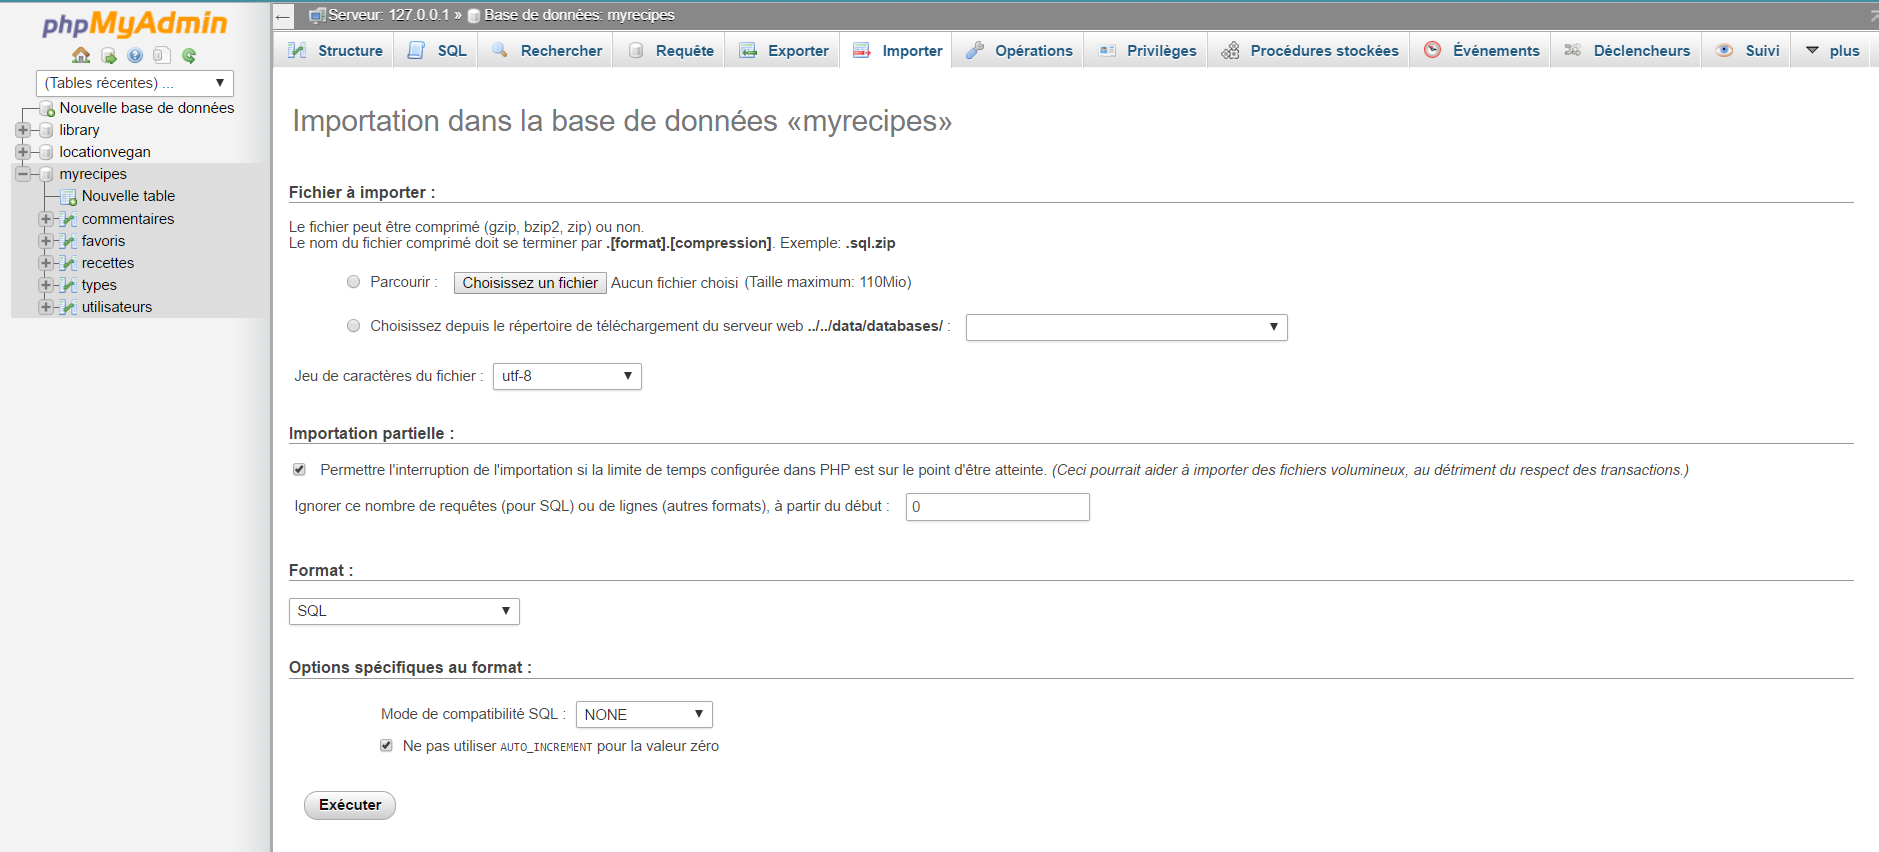 phpMyAdmin
(Tables récentes) ...
Nouvelle base de données
library
locationvegan
myrecipes
Nouvelle table
commentaires
favoris
recettes
types
utilisateurs
Serveur: 127.0.0.1 » Base de données: myrecipes
Structure SQL Rechercher Requête Exporter Importer Opérations Privilèges Procédures stockées Événements Déclencheurs Suivi plus
Importation dans la base de données «myrecipes»
Fichier à importer :
Le fichier peut être comprimé (gzip, bzip2, zip) ou non.
Le nom du fichier comprimé doit se terminer par .[format].[compression]. Exemple: .sql.zip
Parcourir : Choisissez un fichier Aucun fichier choisi (Taille maximum: 110Mio)
Choisissez depuis le répertoire de téléchargement du serveur web ../../data/databases/ :
Jeu de caractères du fichier : utf-8
Importation partielle :
Permettre l'interruption de l'importation si la limite de temps configurée dans PHP est sur le point d'être atteinte. (Ceci pourrait aider à importer des fichiers volumineux, au détriment du respect des transactions.)
Ignorer ce nombre de requêtes (pour SQL) ou de lignes (autres formats), à partir du début : 0
Format :
SQL
Options spécifiques au format :
Mode de compatibilité SQL : NONE
Ne pas utiliser AUTO_INCREMENT pour la valeur zéro
Exécuter